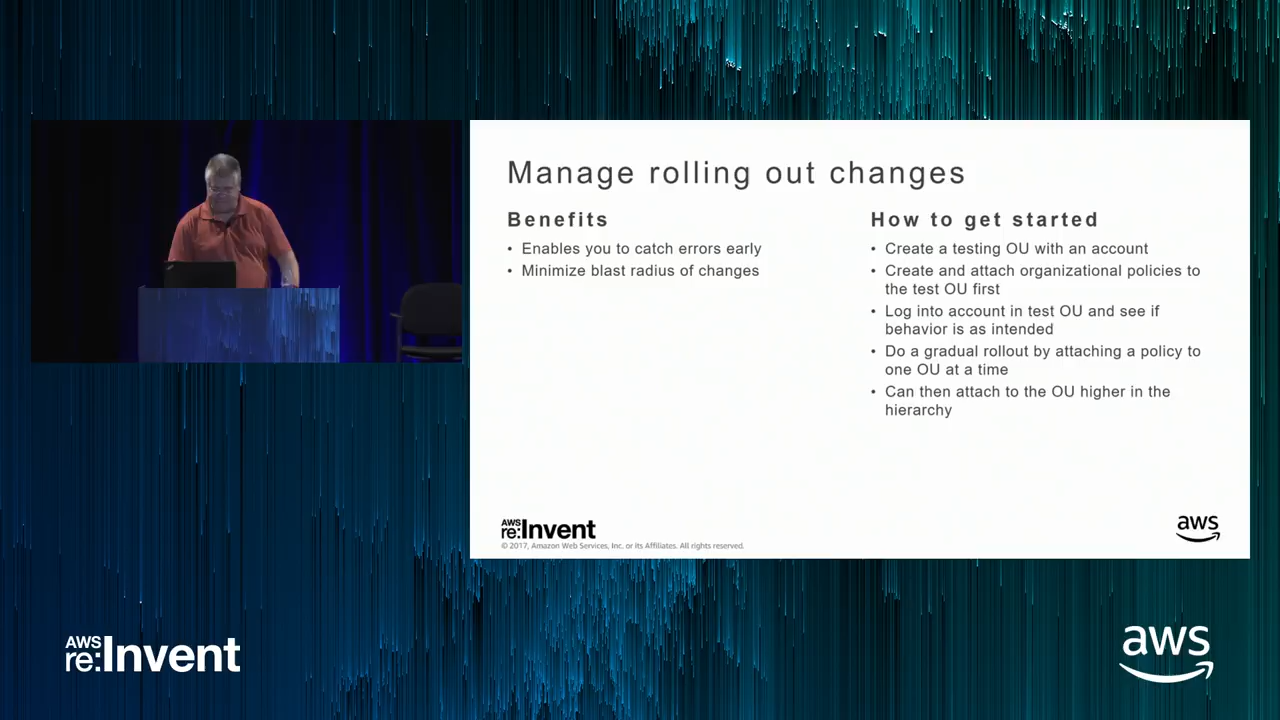 Manage rolling out changes
Benefits
• Enables you to catch errors early
• Minimize blast radius of changes
How to get started
• Create a testing OU with an account
• Create and attach organizational policies to
the test OU first
• Log into account in test OU and see if
behavior is as intended
• Do a gradual rollout by attaching a policy to
one OU at a time
• Can then attach to the OU higher in the
hierarchy
AWS
re:Invent
© 2017, Amazon Web Services, Inc. or its Affiliates. All rights reserved.
aws
AWS
re:Invent
aws